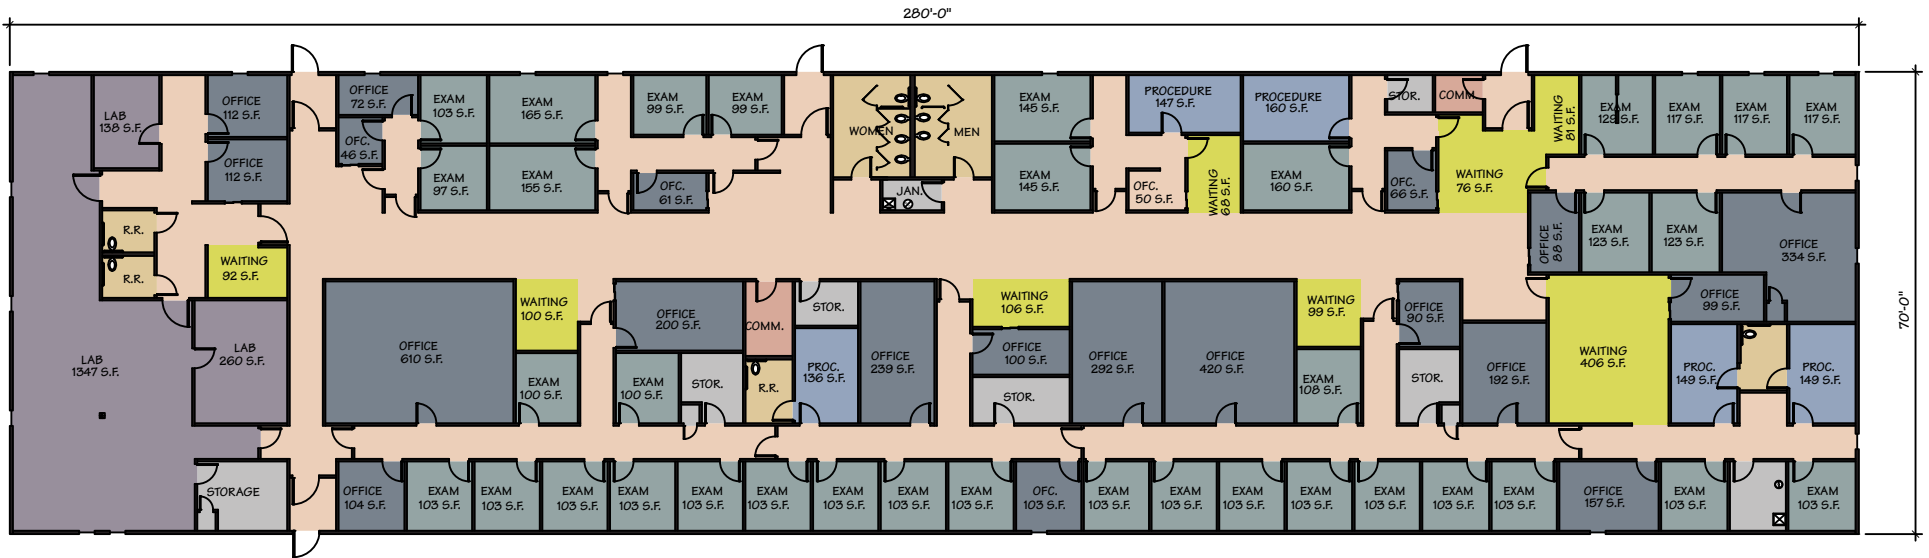 280'-0"
70'-0"
LAB
138 S.F.
OFFICE
112 S.F.
OFFICE
112 S.F.
OFFICE
72 S.F.
OFC.
46 S.F.
EXAM
103 S.F.
EXAM
97 S.F.
EXAM
165 S.F.
EXAM
155 S.F.
EXAM
99 S.F.
EXAM
99 S.F.
OFC.
61 S.F.
WOMEN
MEN
JAN.
EXAM
145 S.F.
EXAM
145 S.F.
PROCEDURE
147 S.F.
OFC.
50 S.F.
WAITING
68 S.F.
PROCEDURE
160 S.F.
EXAM
160 S.F.
STOR.
COMM.
OFC.
66 S.F.
WAITING
76 S.F.
WAITING
81 S.F.
EXAM
129 S.F.
EXAM
117 S.F.
EXAM
117 S.F.
EXAM
117 S.F.
R.R.
R.R.
WAITING
92 S.F.
OFFICE
88 S.F.
EXAM
123 S.F.
EXAM
123 S.F.
OFFICE
334 S.F.
LAB
1347 S.F.
LAB
260 S.F.
OFFICE
610 S.F.
WAITING
100 S.F.
EXAM
100 S.F.
OFFICE
200 S.F.
EXAM
100 S.F.
STOR.
COMM.
R.R.
STOR.
PROC.
136 S.F.
OFFICE
239 S.F.
WAITING
106 S.F.
OFFICE
100 S.F.
STOR.
OFFICE
292 S.F.
OFFICE
420 S.F.
WAITING
99 S.F.
EXAM
108 S.F.
OFFICE
90 S.F.
STOR.
OFFICE
192 S.F.
WAITING
406 S.F.
OFFICE
99 S.F.
PROC.
149 S.F.
PROC.
149 S.F.
STORAGE
OFFICE
104 S.F.
EXAM
103 S.F.
EXAM
103 S.F.
EXAM
103 S.F.
EXAM
103 S.F.
EXAM
103 S.F.
EXAM
103 S.F.
EXAM
103 S.F.
EXAM
103 S.F.
EXAM
103 S.F.
OFC.
103 S.F.
EXAM
103 S.F.
EXAM
103 S.F.
EXAM
103 S.F.
EXAM
103 S.F.
EXAM
103 S.F.
EXAM
103 S.F.
EXAM
103 S.F.
OFFICE
157 S.F.
EXAM
103 S.F.
EXAM
103 S.F.